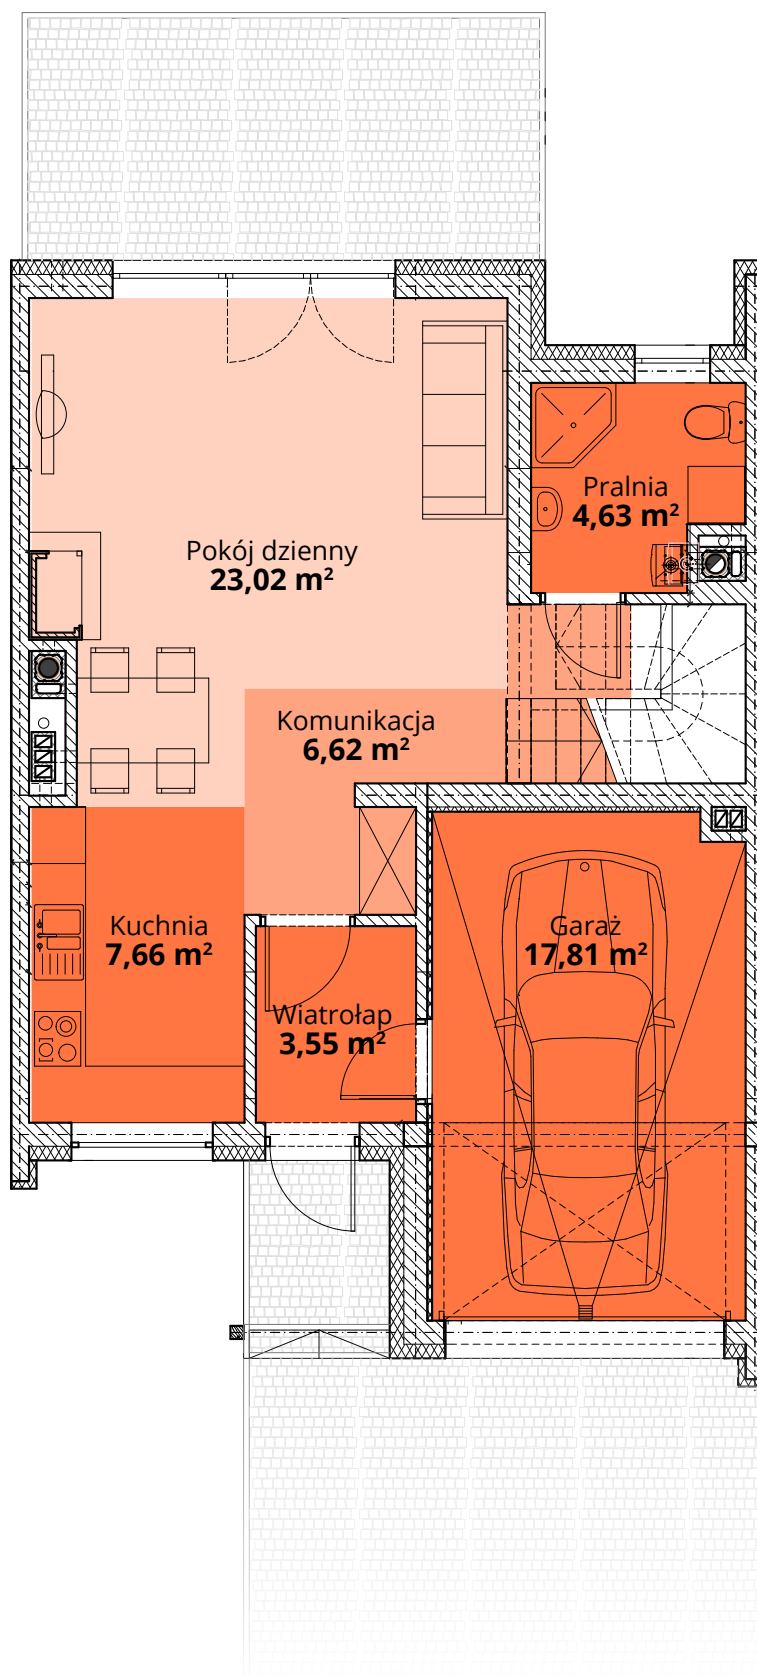 Pralnia
4,63 m²
Pokój dzienny
23,02 m²
Komunikacja
6,62 m²
Kuchnia
7,66 m²
Garaż
17,81 m²
Wiatrołap
3,55 m²